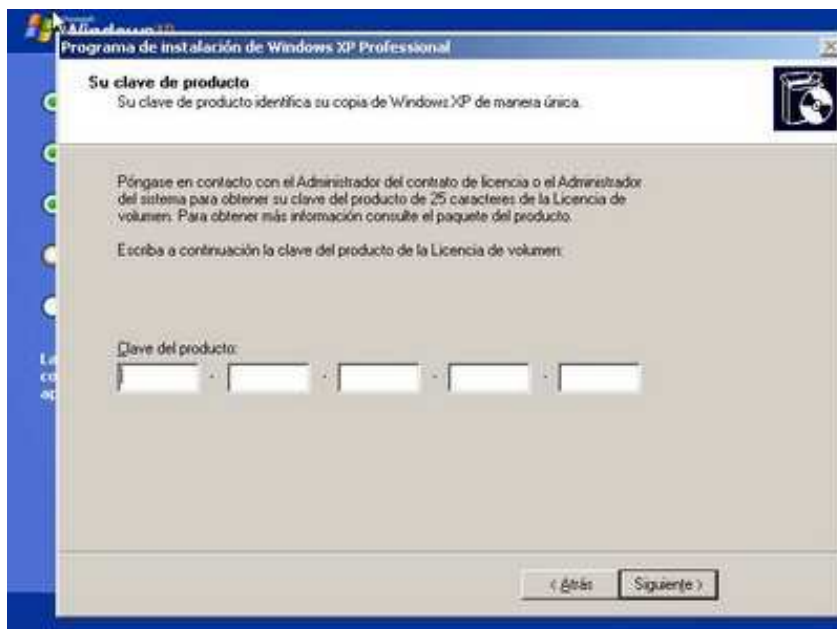 Windows XP
Programa de instalación de Windows XP Professional
Su clave de producto
Su clave de producto identifica su copia de Windows XP de manera única.
Póngase en contacto con el Administrador del contrato de licencia o el Administrador
del sistema para obtener su clave del producto de 25 caracteres de la Licencia de
volumen. Para obtener más información consulte el paquete del producto.
Escriba a continuación la clave del producto de la Licencia de volumen:
Clave del producto:
- - - -
< Atrás Siguiente >